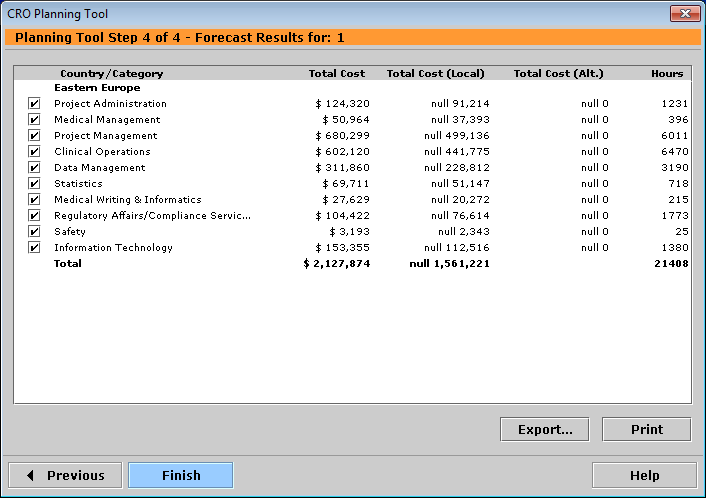 CRO Planning Tool
Planning Tool Step 4 of 4 - Forecast Results for: 1
Country/Category Total Cost Total Cost (Local) Total Cost (Alt.) Hours
Eastern Europe
Project Administration $ 124,320 null 91,214 null 0 1231
Medical Management $ 50,964 null 37,393 null 0 396
Project Management $ 680,299 null 499,136 null 0 6011
Clinical Operations $ 602,120 null 441,775 null 0 6470
Data Management $ 311,860 null 228,812 null 0 3190
Statistics $ 69,711 null 51,147 null 0 718
Medical Writing & Informatics $ 27,629 null 20,272 null 0 215
Regulatory Affairs/Compliance Servic... $ 104,422 null 76,614 null 0 1773
Safety $ 3,193 null 2,343 null 0 25
Information Technology $ 153,355 null 112,516 null 0 1380
Total $ 2,127,874 null 1,561,221 21408
Export... Print
Previous Finish Help